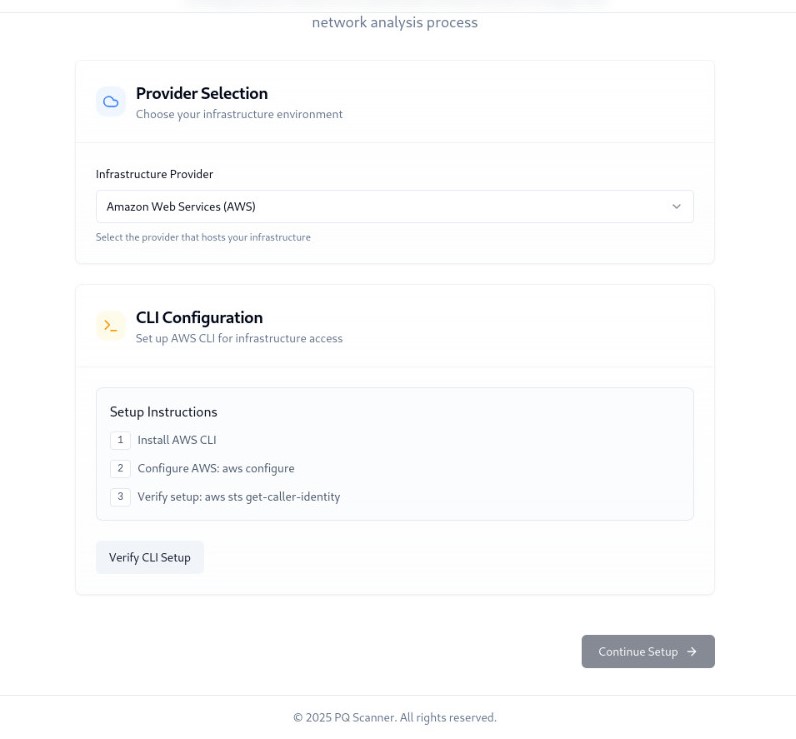 network analysis process
Provider Selection
Choose your infrastructure environment
Infrastructure Provider
Amazon Web Services (AWS)
Select the provider that hosts your infrastructure
CLI Configuration
Set up AWS CLI for infrastructure access
Setup Instructions
1 Install AWS CLI
2 Configure AWS: aws configure
3 Verify setup: aws sts get-caller-identity
Verify CLI Setup
Continue Setup
© 2025 PQ Scanner. All rights reserved.